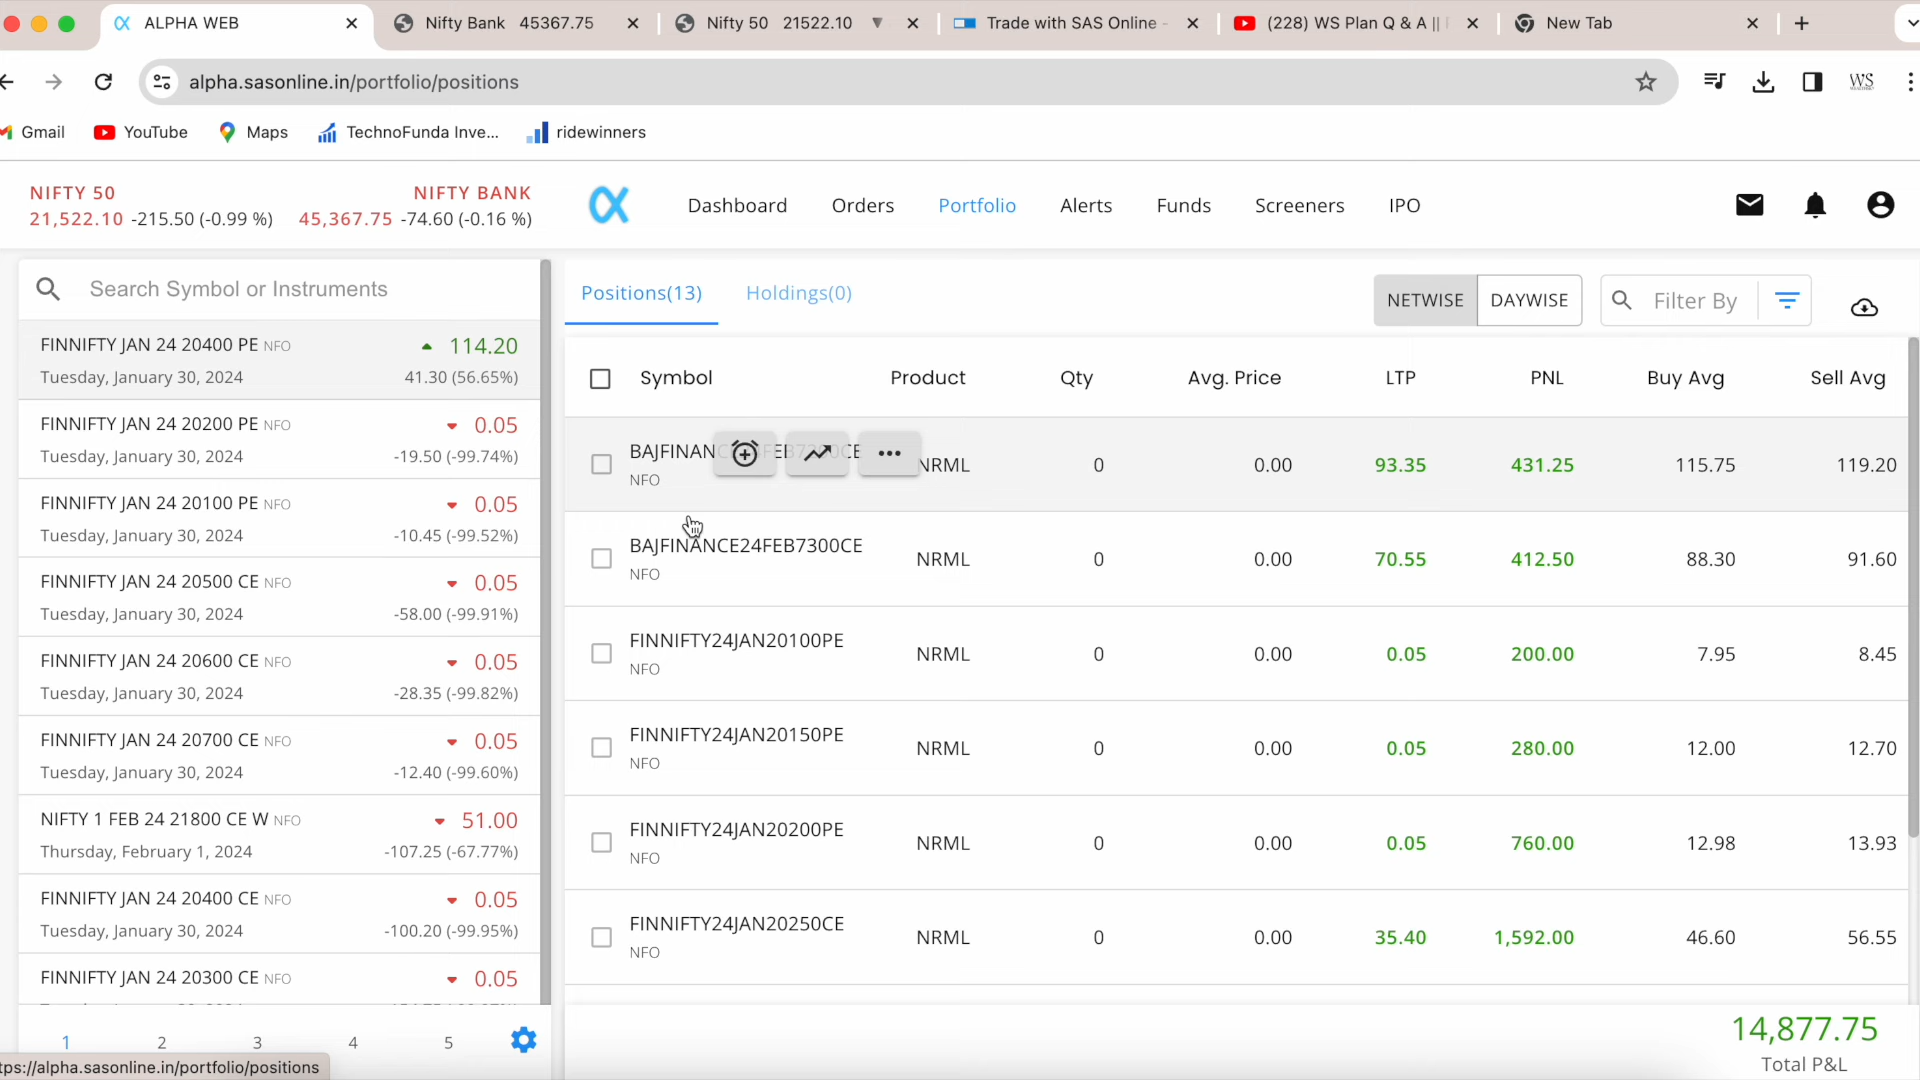 ALPHA WEB
Nifty Bank 45367.75
Nifty 50 21522.10 ▼
Trade with SAS Online -
(228) WS Plan Q & A ||
New Tab
alpha.sasonline.in/portfolio/positions
WS
Gmail YouTube Maps TechnoFunda Inve... ridewinners
NIFTY 50 NIFTY BANK
21,522.10 -215.50 (-0.99 %) 45,367.75 -74.60 (-0.16 %)
Dashboard Orders Portfolio Alerts Funds Screeners IPO
Search Symbol or Instruments
FINNIFTY JAN 24 20400 PE NFO 114.20
Tuesday, January 30, 2024 41.30 (56.65%)
FINNIFTY JAN 24 20200 PE NFO 0.05
Tuesday, January 30, 2024 -19.50 (-99.74%)
FINNIFTY JAN 24 20100 PE NFO 0.05
Tuesday, January 30, 2024 -10.45 (-99.52%)
FINNIFTY JAN 24 20500 CE NFO 0.05
Tuesday, January 30, 2024 -58.00 (-99.91%)
FINNIFTY JAN 24 20600 CE NFO 0.05
Tuesday, January 30, 2024 -28.35 (-99.82%)
FINNIFTY JAN 24 20700 CE NFO 0.05
Tuesday, January 30, 2024 -12.40 (-99.60%)
NIFTY 1 FEB 24 21800 CE W NFO 51.00
Thursday, February 1, 2024 -107.25 (-67.77%)
FINNIFTY JAN 24 20400 CE NFO 0.05
Tuesday, January 30, 2024 -100.20 (-99.95%)
FINNIFTY JAN 24 20300 CE NFO 0.05
1 2 3 4 5
tps://alpha.sasonline.in/portfolio/positions
Positions(13) Holdings(0)
NETWISE DAYWISE Filter By
Symbol Product Qty Avg. Price LTP PNL Buy Avg Sell Avg
NRML 0 0.00 93.35 431.25 115.75 119.20
NFO
BAJFINANCE24FEB7300CE NRML 0 0.00 70.55 412.50 88.30 91.60
NFO
FINNIFTY24JAN20100PE NRML 0 0.00 0.05 200.00 7.95 8.45
NFO
FINNIFTY24JAN20150PE NRML 0 0.00 0.05 280.00 12.00 12.70
NFO
FINNIFTY24JAN20200PE NRML 0 0.00 0.05 760.00 12.98 13.93
NFO
FINNIFTY24JAN20250CE NRML 0 0.00 35.40 1,592.00 46.60 56.55
NFO
14,877.75
Total P&L